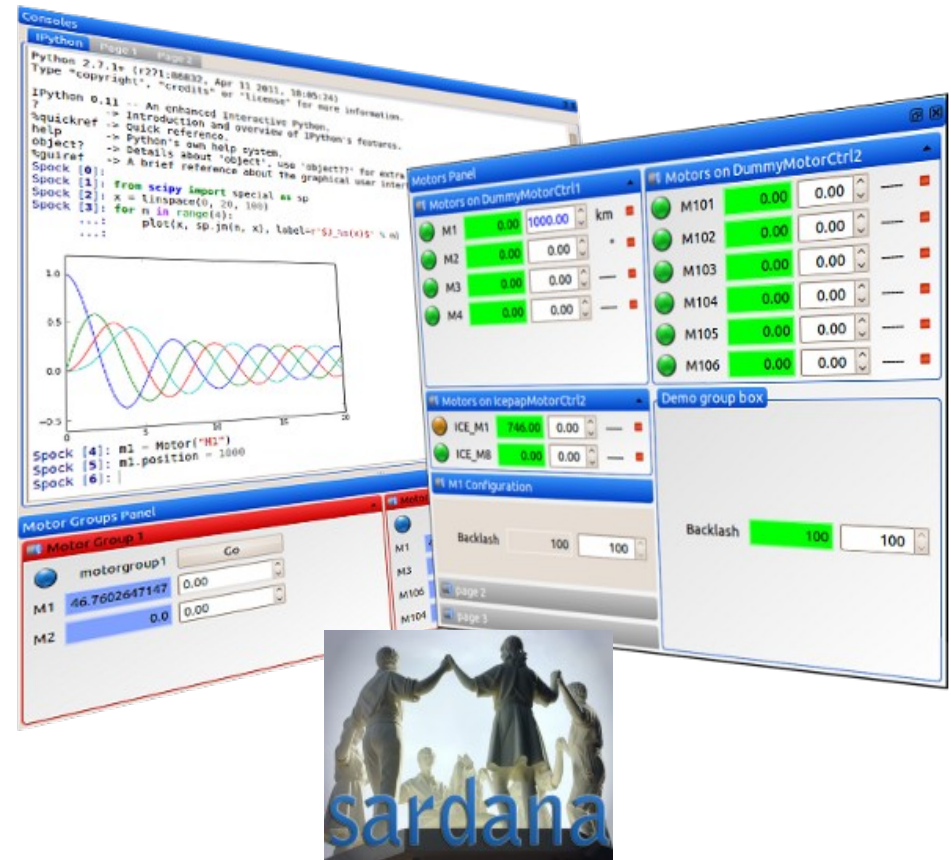 Consoles
IPython Page 1 Page 2
Python 2.7.1+ (r271:86832, Apr 11 2011, 18:05:24)
Type "copyright", "credits" or "license" for more information.
IPython 0.11 -- An enhanced Interactive Python.
? -> Introduction and overview of IPython's features.
%quickref -> Quick reference.
help -> Python's own help system.
object? -> Details about 'object', use 'object??' for extra
%guiref -> A brief reference about the graphical user inter
Spock [0]:
Spock [1]: from scipy import special as sp
Spock [2]: x = linspace(0, 20, 100)
Spock [3]: for n in range(4):
...: plot(x, sp.jn(n, x), label=r'$J_%i(x)$' % n)
...:
1.0
0.5
0.0
−0.5
0 5 10 15 20
Spock [4]: m1 = Motor("M1")
Spock [5]: m1.position = 1000
Spock [6]:
Motor Groups Panel
Motor Group 1
motorgroup1 Go
M1 46.7602647147 0.00
M2 0.0 0.00
Motor
M1
M3
M106
M104
Motors Panel
Motors on DummyMotorCtrl1
M1 0.00 1000.00 km
M2 0.00 0.00 °
M3 0.00 0.00
M4 0.00 0.00
Motors on DummyMotorCtrl2
M101 0.00 0.00
M102 0.00 0.00
M103 0.00 0.00
M104 0.00 0.00
M105 0.00 0.00
M106 0.00 0.00
Motors on IcepapMotorCtrl2
ICE_M1 746.00 0.00
ICE_M8 0.00 0.00
M1 Configuration
Backlash 100 100
page 2
page 3
Demo group box
Backlash 100 100
sardana